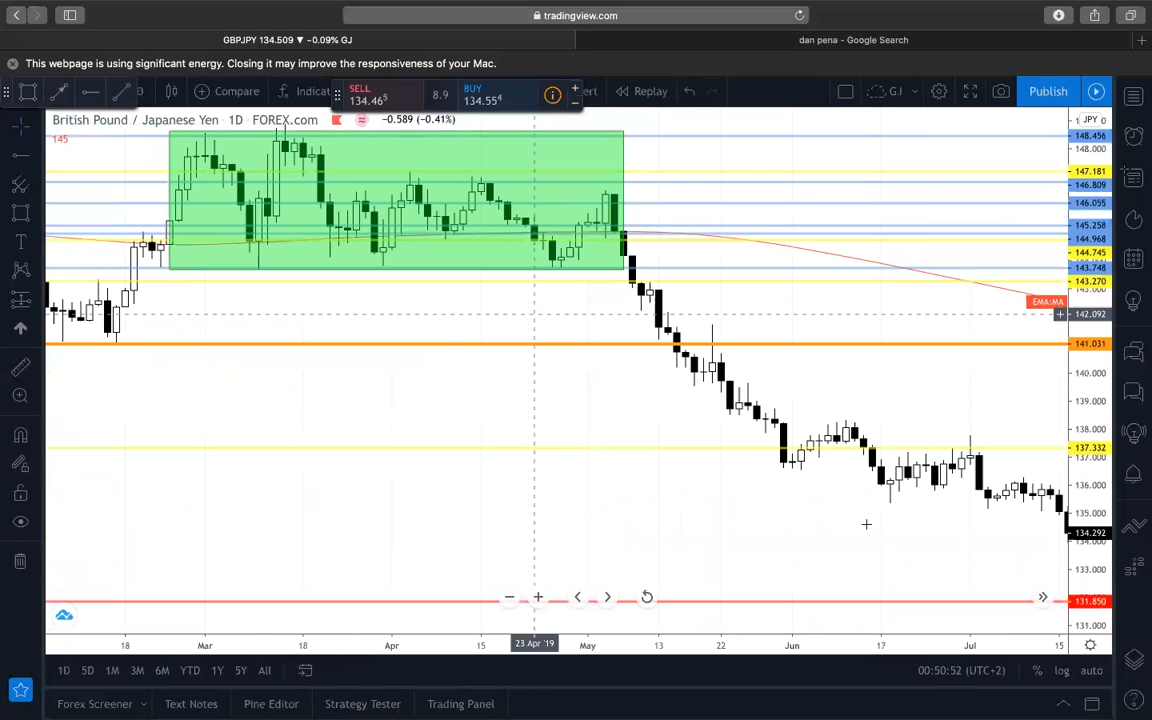 tradingview.com
GBPJPY 134.509 ▼ −0.09% GJ
dan pena - Google Search
This webpage is using significant energy. Closing it may improve the responsiveness of your Mac.
Compare
Indicat
SELL
134.46⁵
8.9
BUY
134.55⁴
ert
Replay
GJ
Publish
British Pound / Japanese Yen · 1D · FOREX.com
−0.589 (−0.41%)
145
JPY
148.456
148.000
147.181
146.809
146.055
145.258
144.968
144.745
143.748
143.270
EMA:MA
142.092
141.031
140.000
139.000
138.000
137.332
137.000
136.000
135.000
134.292
133.000
131.850
131.000
18
Mar
18
Apr
15
23 Apr '19
May
13
22
Jun
17
Jul
15
1D
5D
1M
3M
6M
YTD
1Y
5Y
All
00:50:52 (UTC+2)
%
log
auto
Forex Screener
Text Notes
Pine Editor
Strategy Tester
Trading Panel